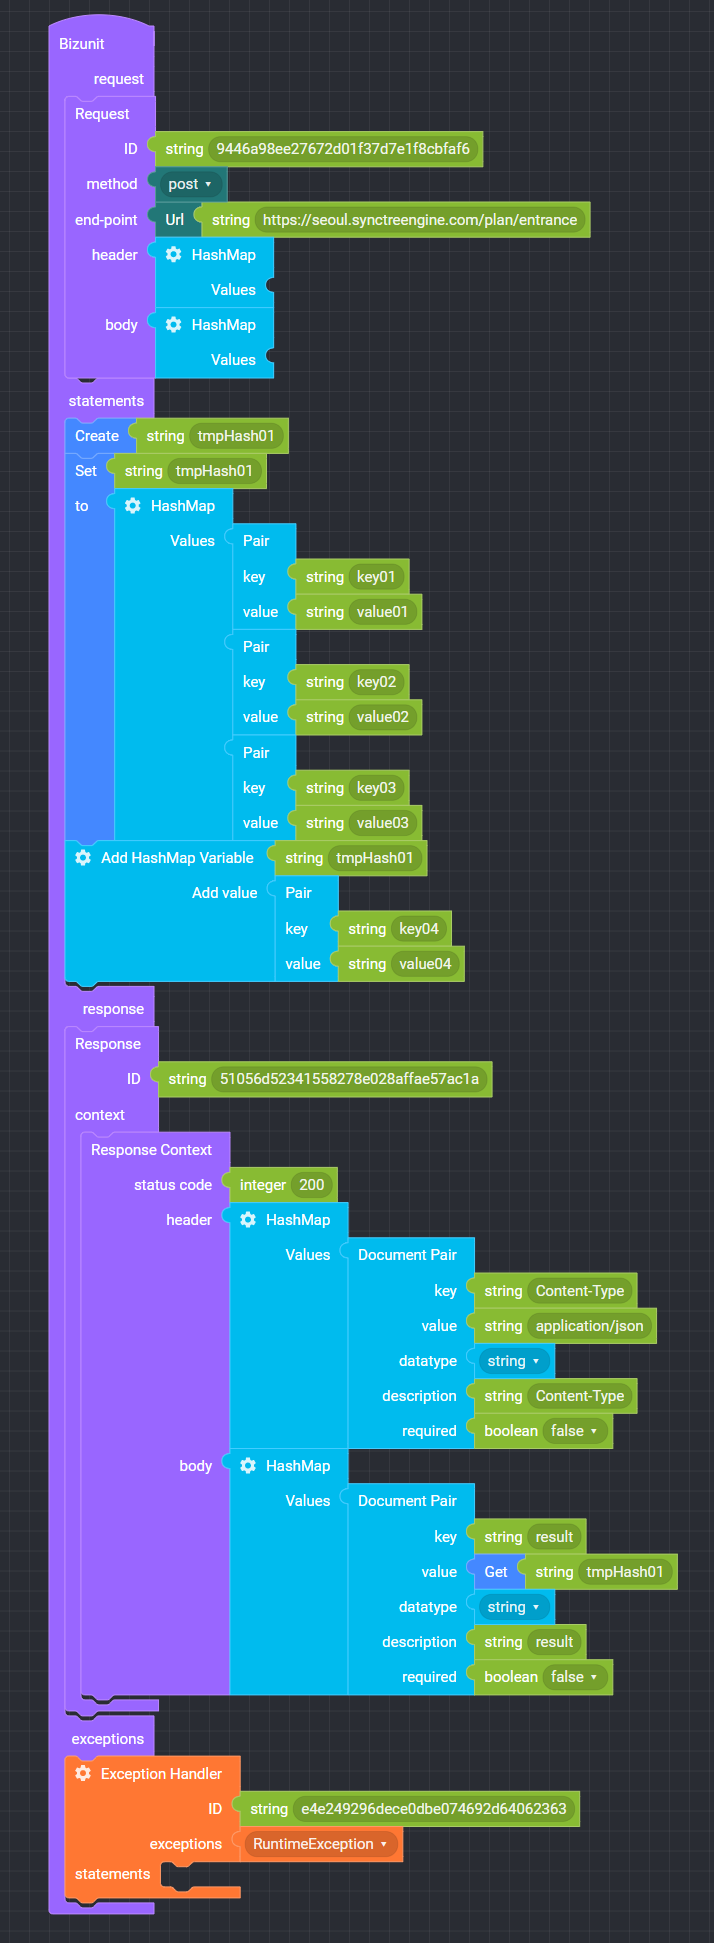 Bizunit
request
Request
ID string 9446a98ee27672d01f37d7e1f8cbfaf6
method post
end-point Url string https://seoul.synctreengine.com/plan/entrance
header HashMap
Values
body HashMap
Values
statements
Create string tmpHash01
Set string tmpHash01
to HashMap
Values Pair
key string key01
value string value01
Pair
key string key02
value string value02
Pair
key string key03
value string value03
Add HashMap Variable string tmpHash01
Add value Pair
key string key04
value string value04
response
Response
ID string 51056d52341558278e028affae57ac1a
context
Response Context
status code integer 200
header HashMap
Values Document Pair
key string Content-Type
value string application/json
datatype string
description string Content-Type
required boolean false
body HashMap
Values Document Pair
key string result
value Get string tmpHash01
datatype string
description string result
required boolean false
exceptions
Exception Handler
ID string e4e249296dece0dbe074692d64062363
exceptions RuntimeException
statements